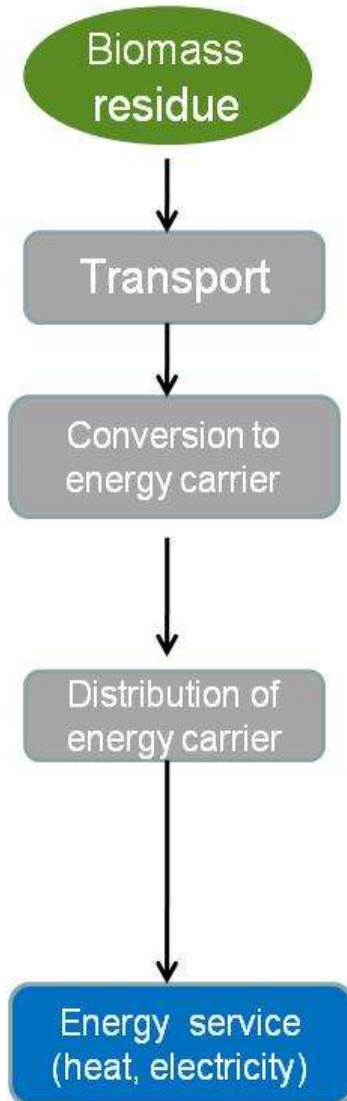 Biomass
residue
Transport
Conversion to
energy carrier
Distribution of
energy carrier
Energy service
(heat, electricity)